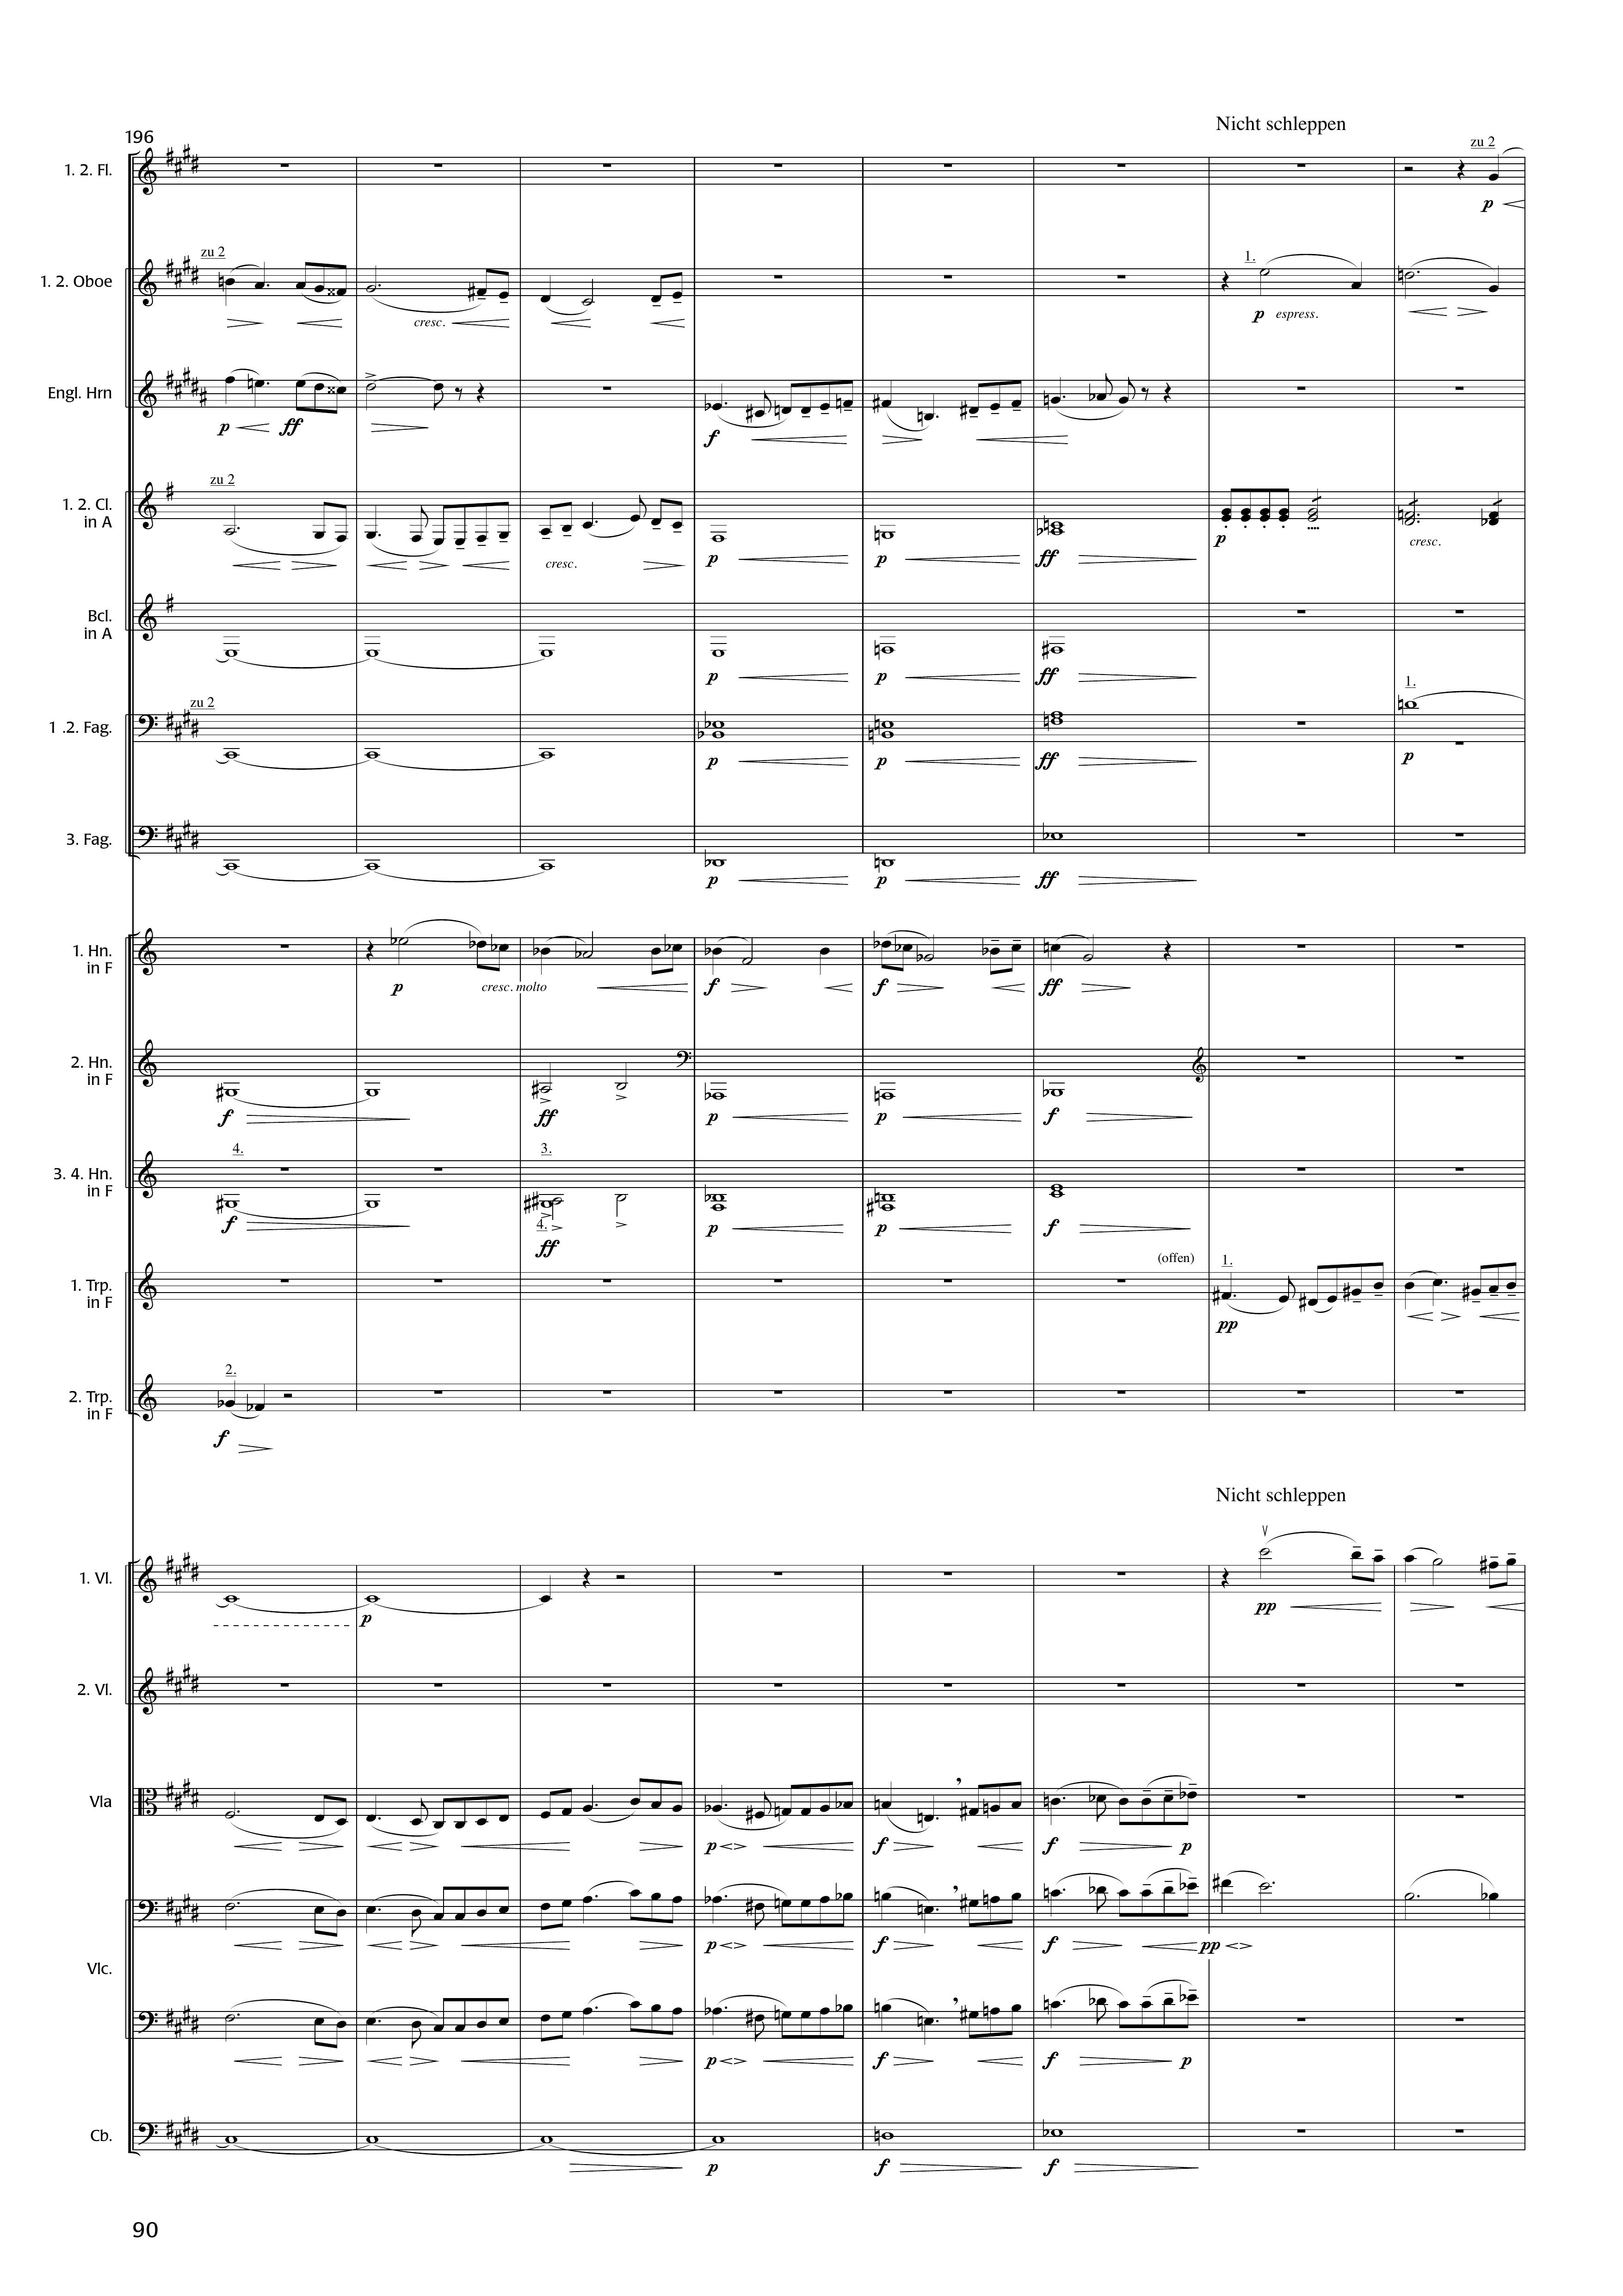 Nicht schleppen
196
zu 2
1. 2. Fl.
p
zu 2
1.
1. 2. Oboe
cresc.
p espress.
Engl. Hrn
p ff f
zu 2
1. 2. Cl.
in A
cresc. p p ff p cresc.
Bcl.
in A
p p ff
zu 2
1.
1 .2. Fag.
p p ff p
3. Fag.
p p ff
1. Hn.
in F
p cresc. molto f f ff
2. Hn.
in F
f ff p p f
4. 3.
3. 4. Hn.
in F
4.
f ff p p f
(offen) 1.
1. Trp.
in F
pp
2.
2. Trp.
in F
f
Nicht schleppen
1. Vl.
p pp
2. Vl.
Vla
p f f p
p f f pp
Vlc.
p f f p
Cb.
p f f
90